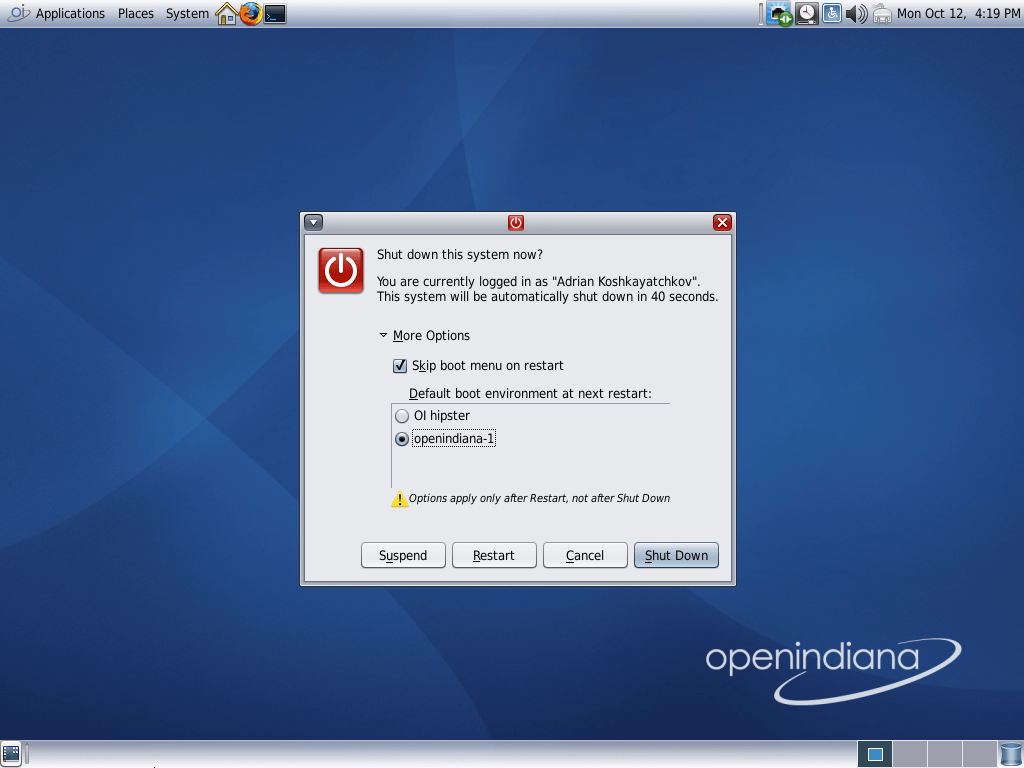 Applications Places System
Mon Oct 12, 4:19 PM
Shut down this system now?
You are currently logged in as "Adrian Koshkayatchkov".
This system will be automatically shut down in 40 seconds.
More Options
Skip boot menu on restart
Default boot environment at next restart:
OI hipster
openindiana-1
Options apply only after Restart, not after Shut Down
Suspend Restart Cancel Shut Down
openindiana